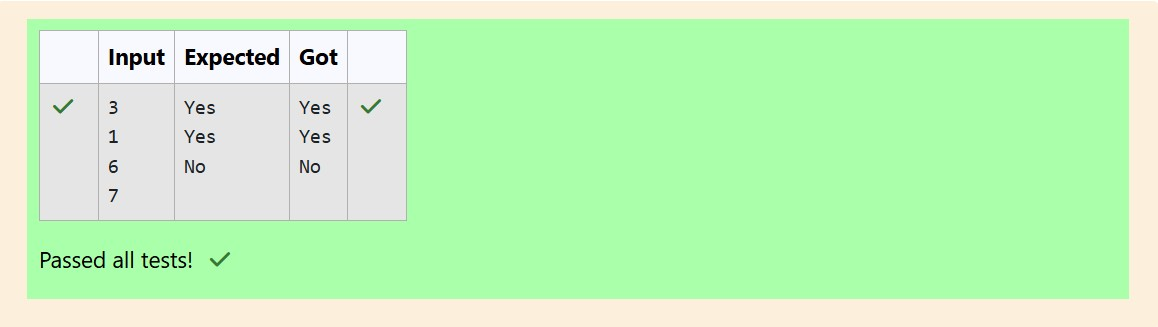 Input Expected Got
3 Yes Yes
1 Yes Yes
6 No No
7
Passed all tests!